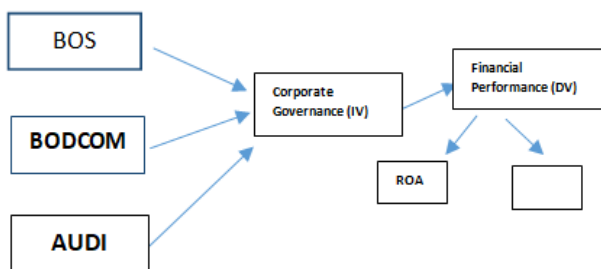 BOS
Financial
Performance (DV)
Corporate
Governance (IV)
BODCOM
ROA
AUDI